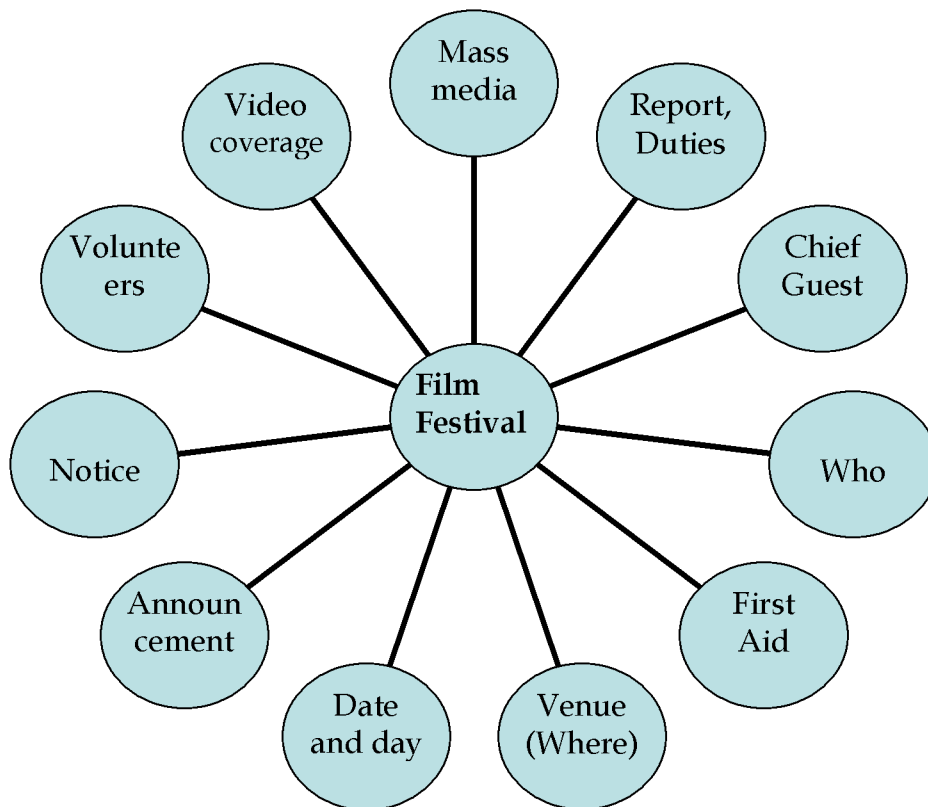 Mass
media
Video
coverage
Report,
Duties
Volunte
ers
Chief
Guest
Film
Festival
Notice
Who
Announ
cement
First
Aid
Date
and day
Venue
(Where)